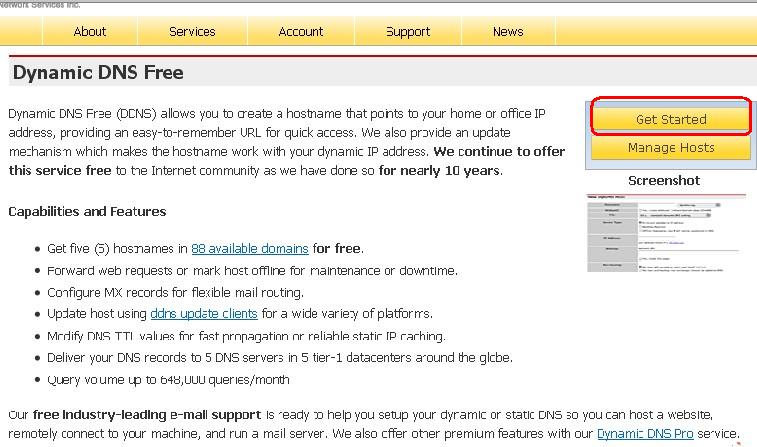 Network Services Inc.
About Services Account Support News
Dynamic DNS Free
Dynamic DNS Free (DDNS) allows you to create a hostname that points to your home or office IP
address, providing an easy-to-remember URL for quick access. We also provide an update
mechanism which makes the hostname work with your dynamic IP address. We continue to offer
this service free to the Internet community as we have done so for nearly 10 years.
Get Started
Manage Hosts
Screenshot
Capabilities and Features
Get five (5) hostnames in 88 available domains for free.
Forward web requests or mark host offline for maintenance or downtime.
Configure MX records for flexible mail routing.
Update host using ddns update clients for a wide variety of platforms.
Modify DNS TTL values for fast propagation or reliable static IP caching.
Deliver your DNS records to 5 DNS servers in 5 tier-1 datacenters around the globe.
Query volume up to 648,000 queries/month
Our free industry-leading e-mail support is ready to help you setup your dynamic or static DNS so you can host a website,
remotely connect to your machine, and run a mail server. We also offer other premium features with our Dynamic DNS Pro service.